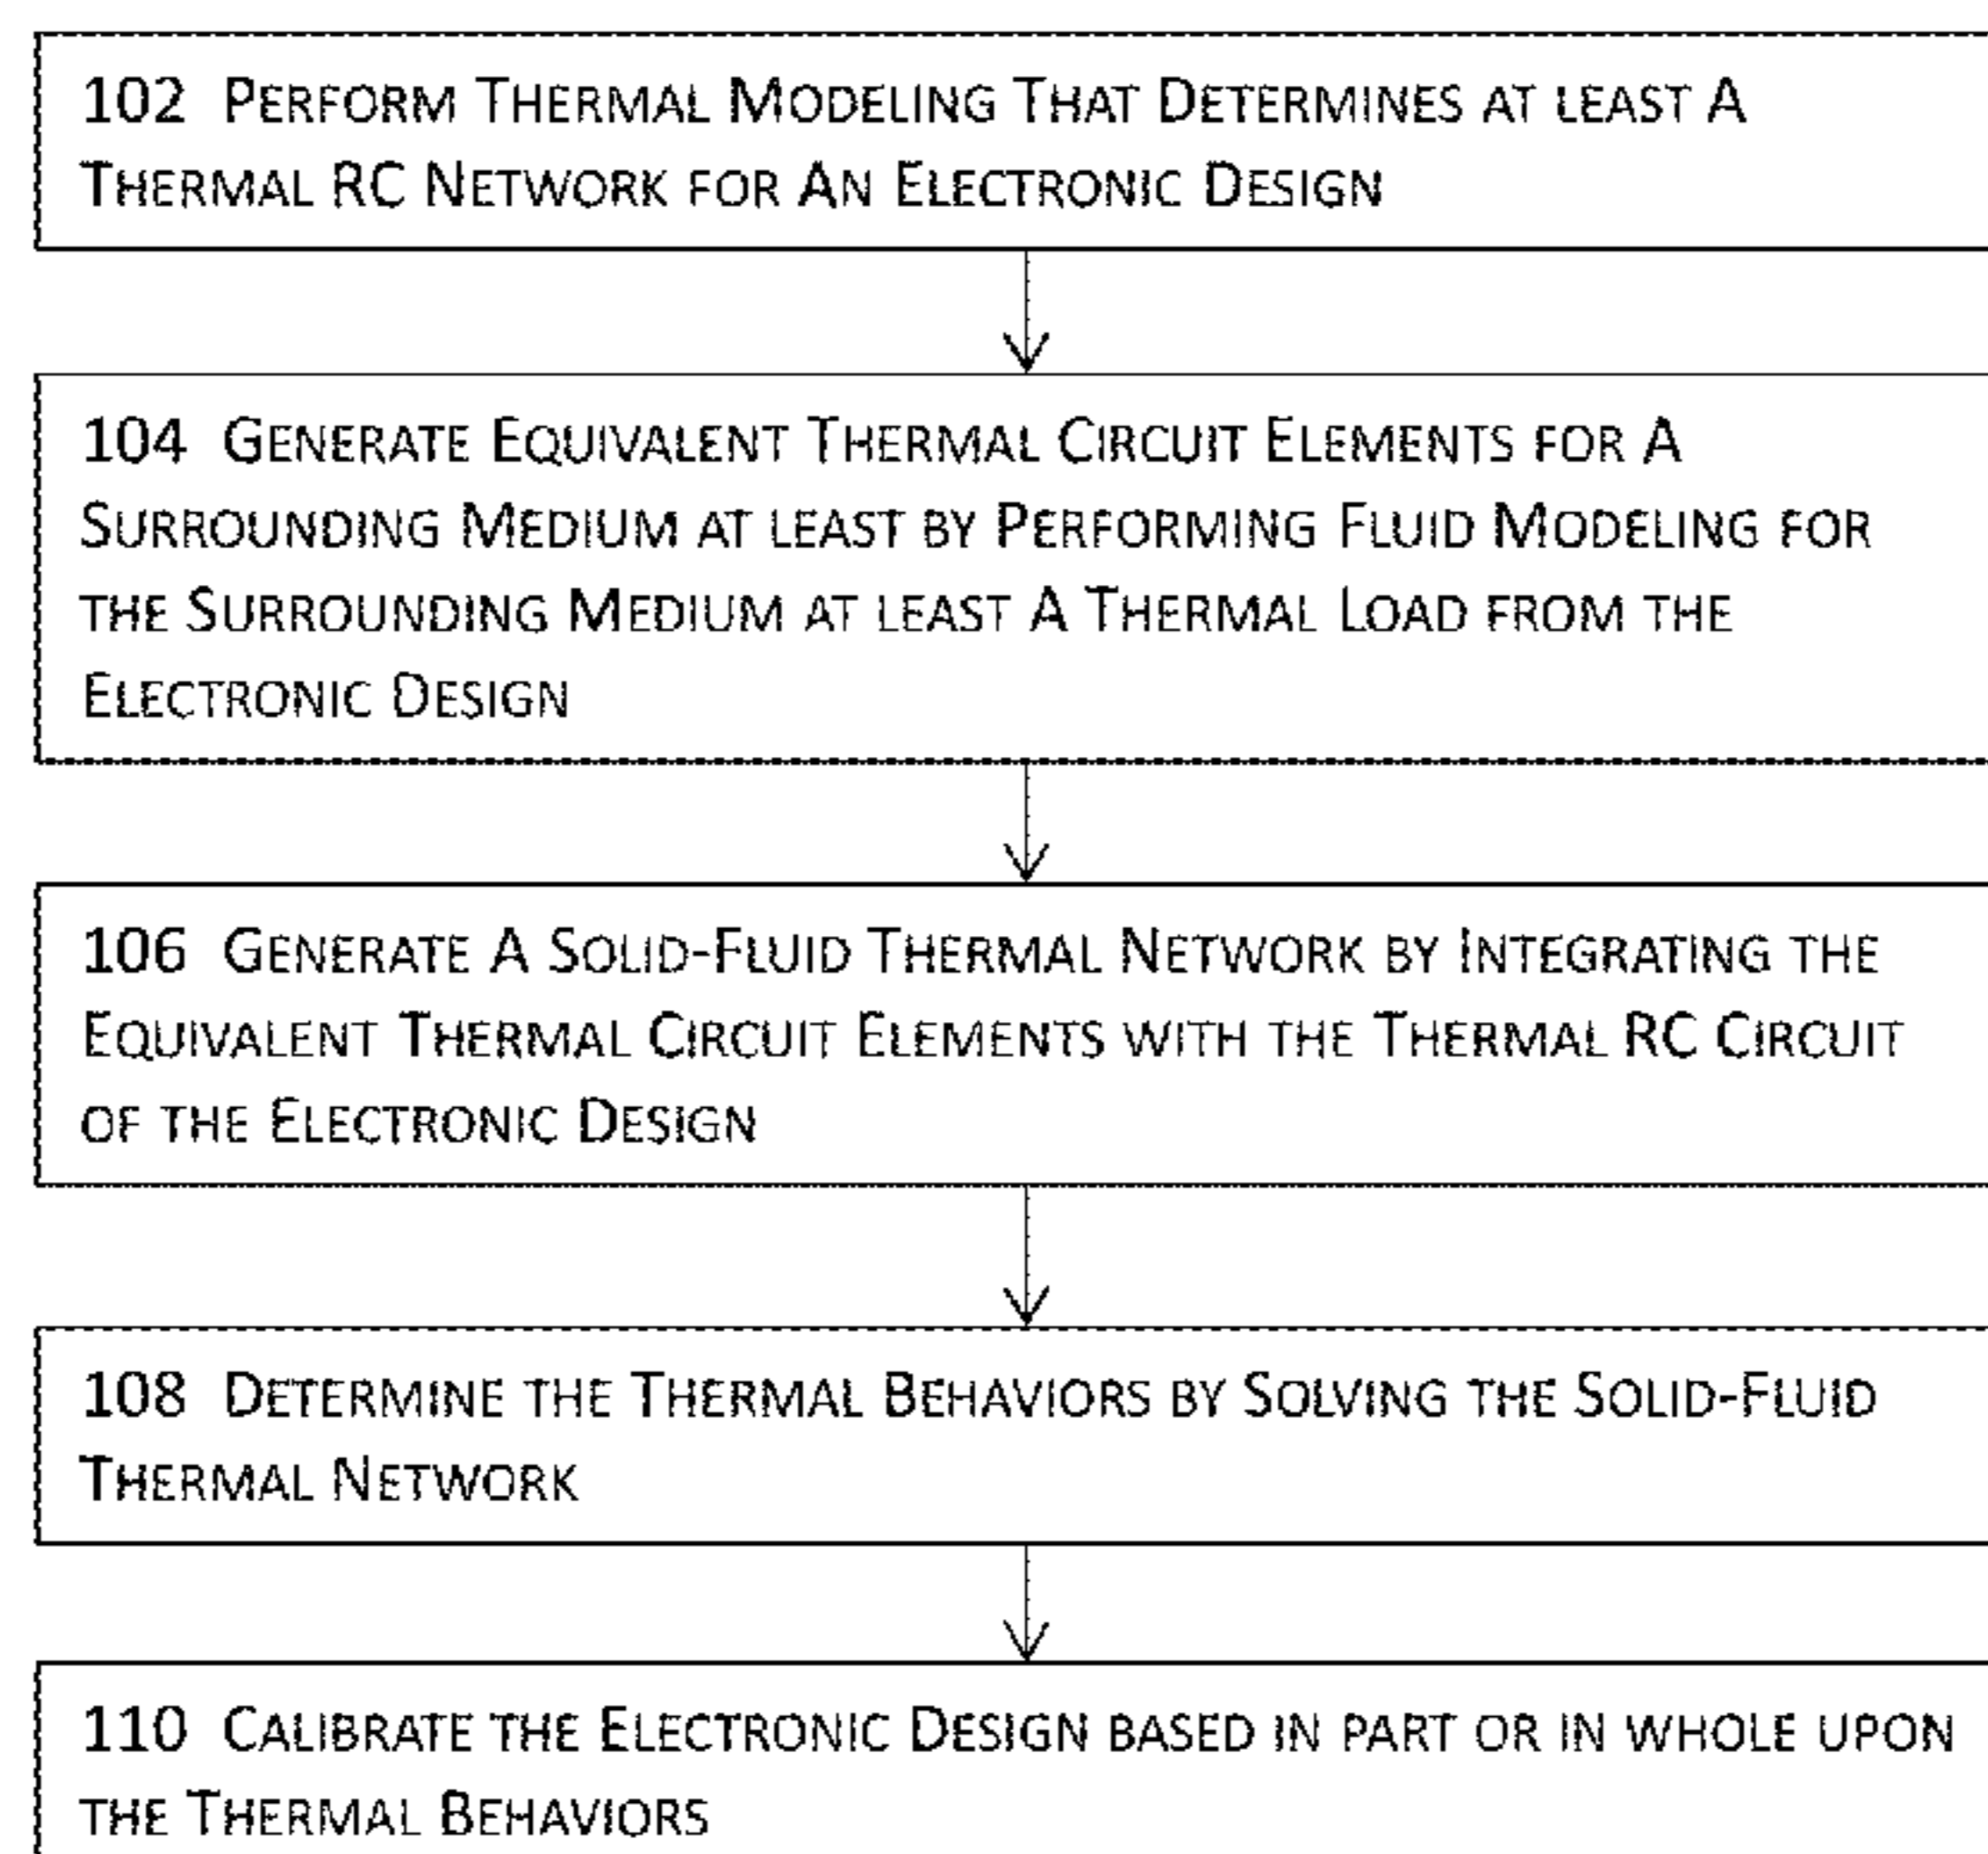 102 Perform Thermal Modeling That Determines at least A
Thermal RC Network for An Electronic Design
104 Generate Equivalent Thermal Circuit Elements for A
Surrounding Medium at least by Performing Fluid Modeling for
the Surrounding Medium at least A Thermal Load from the
Electronic Design
106 Generate A Solid-Fluid Thermal Network by Integrating the
Equivalent Thermal Circuit Elements with the Thermal RC Circuit
of the Electronic Design
108 Determine the Thermal Behaviors by Solving the Solid-Fluid
Thermal Network
110 Calibrate the Electronic Design based in part or in whole upon
the Thermal Behaviors